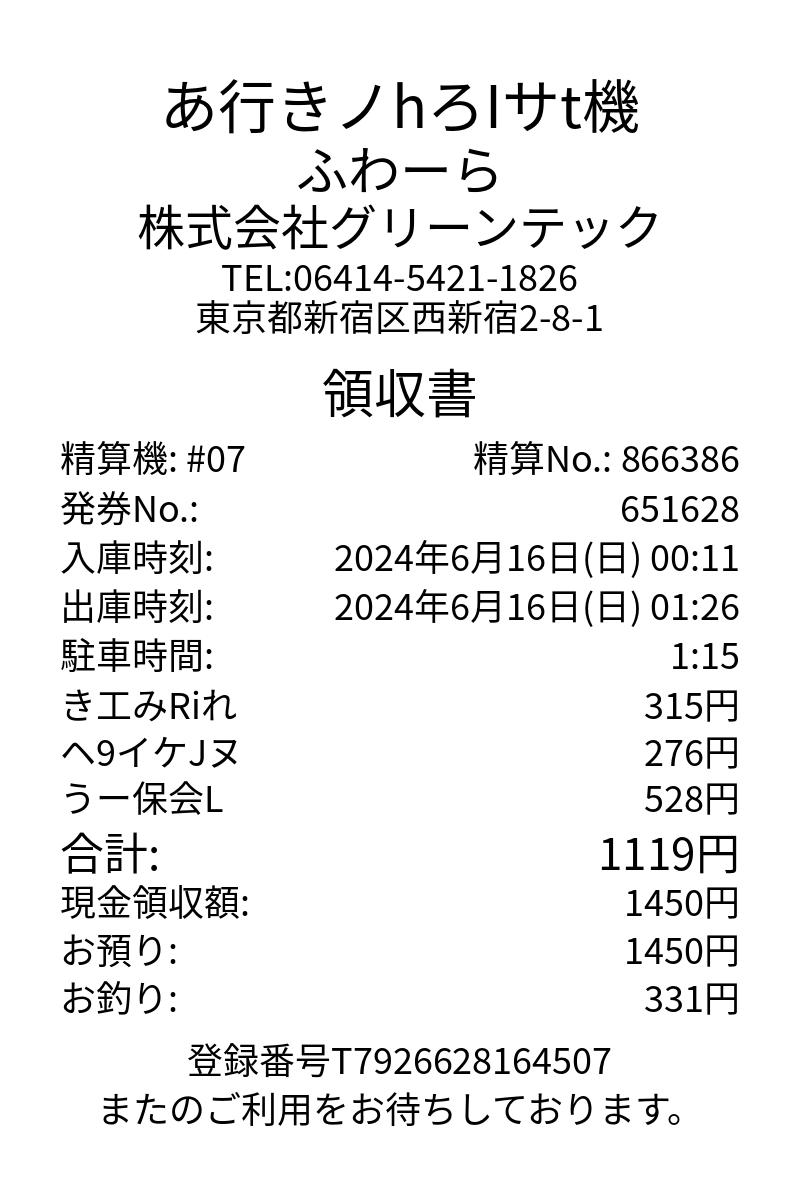 あ行きノhろIサt機
ふわーら
株式会社グリーンテック
TEL:06414-5421-1826
東京都新宿区西新宿2-8-1
領収書
精算機: #07 精算No.: 866386
発券No.: 651628
入庫時刻: 2024年6月16日(日) 00:11
出庫時刻: 2024年6月16日(日) 01:26
駐車時間: 1:15
き工みRiれ 315円
ヘ9イケJヌ 276円
うー保会L 528円
合計: 1119円
現金領収額: 1450円
お預り: 1450円
お釣り: 331円
登録番号T7926628164507
またのご利用をお待ちしております。